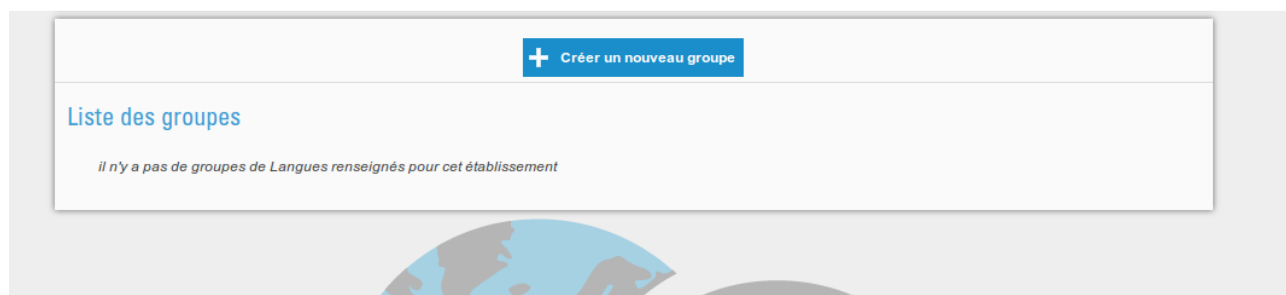 Créer un nouveau groupe
Liste des groupes
il n'y a pas de groupes de Langues renseignés pour cet établissement